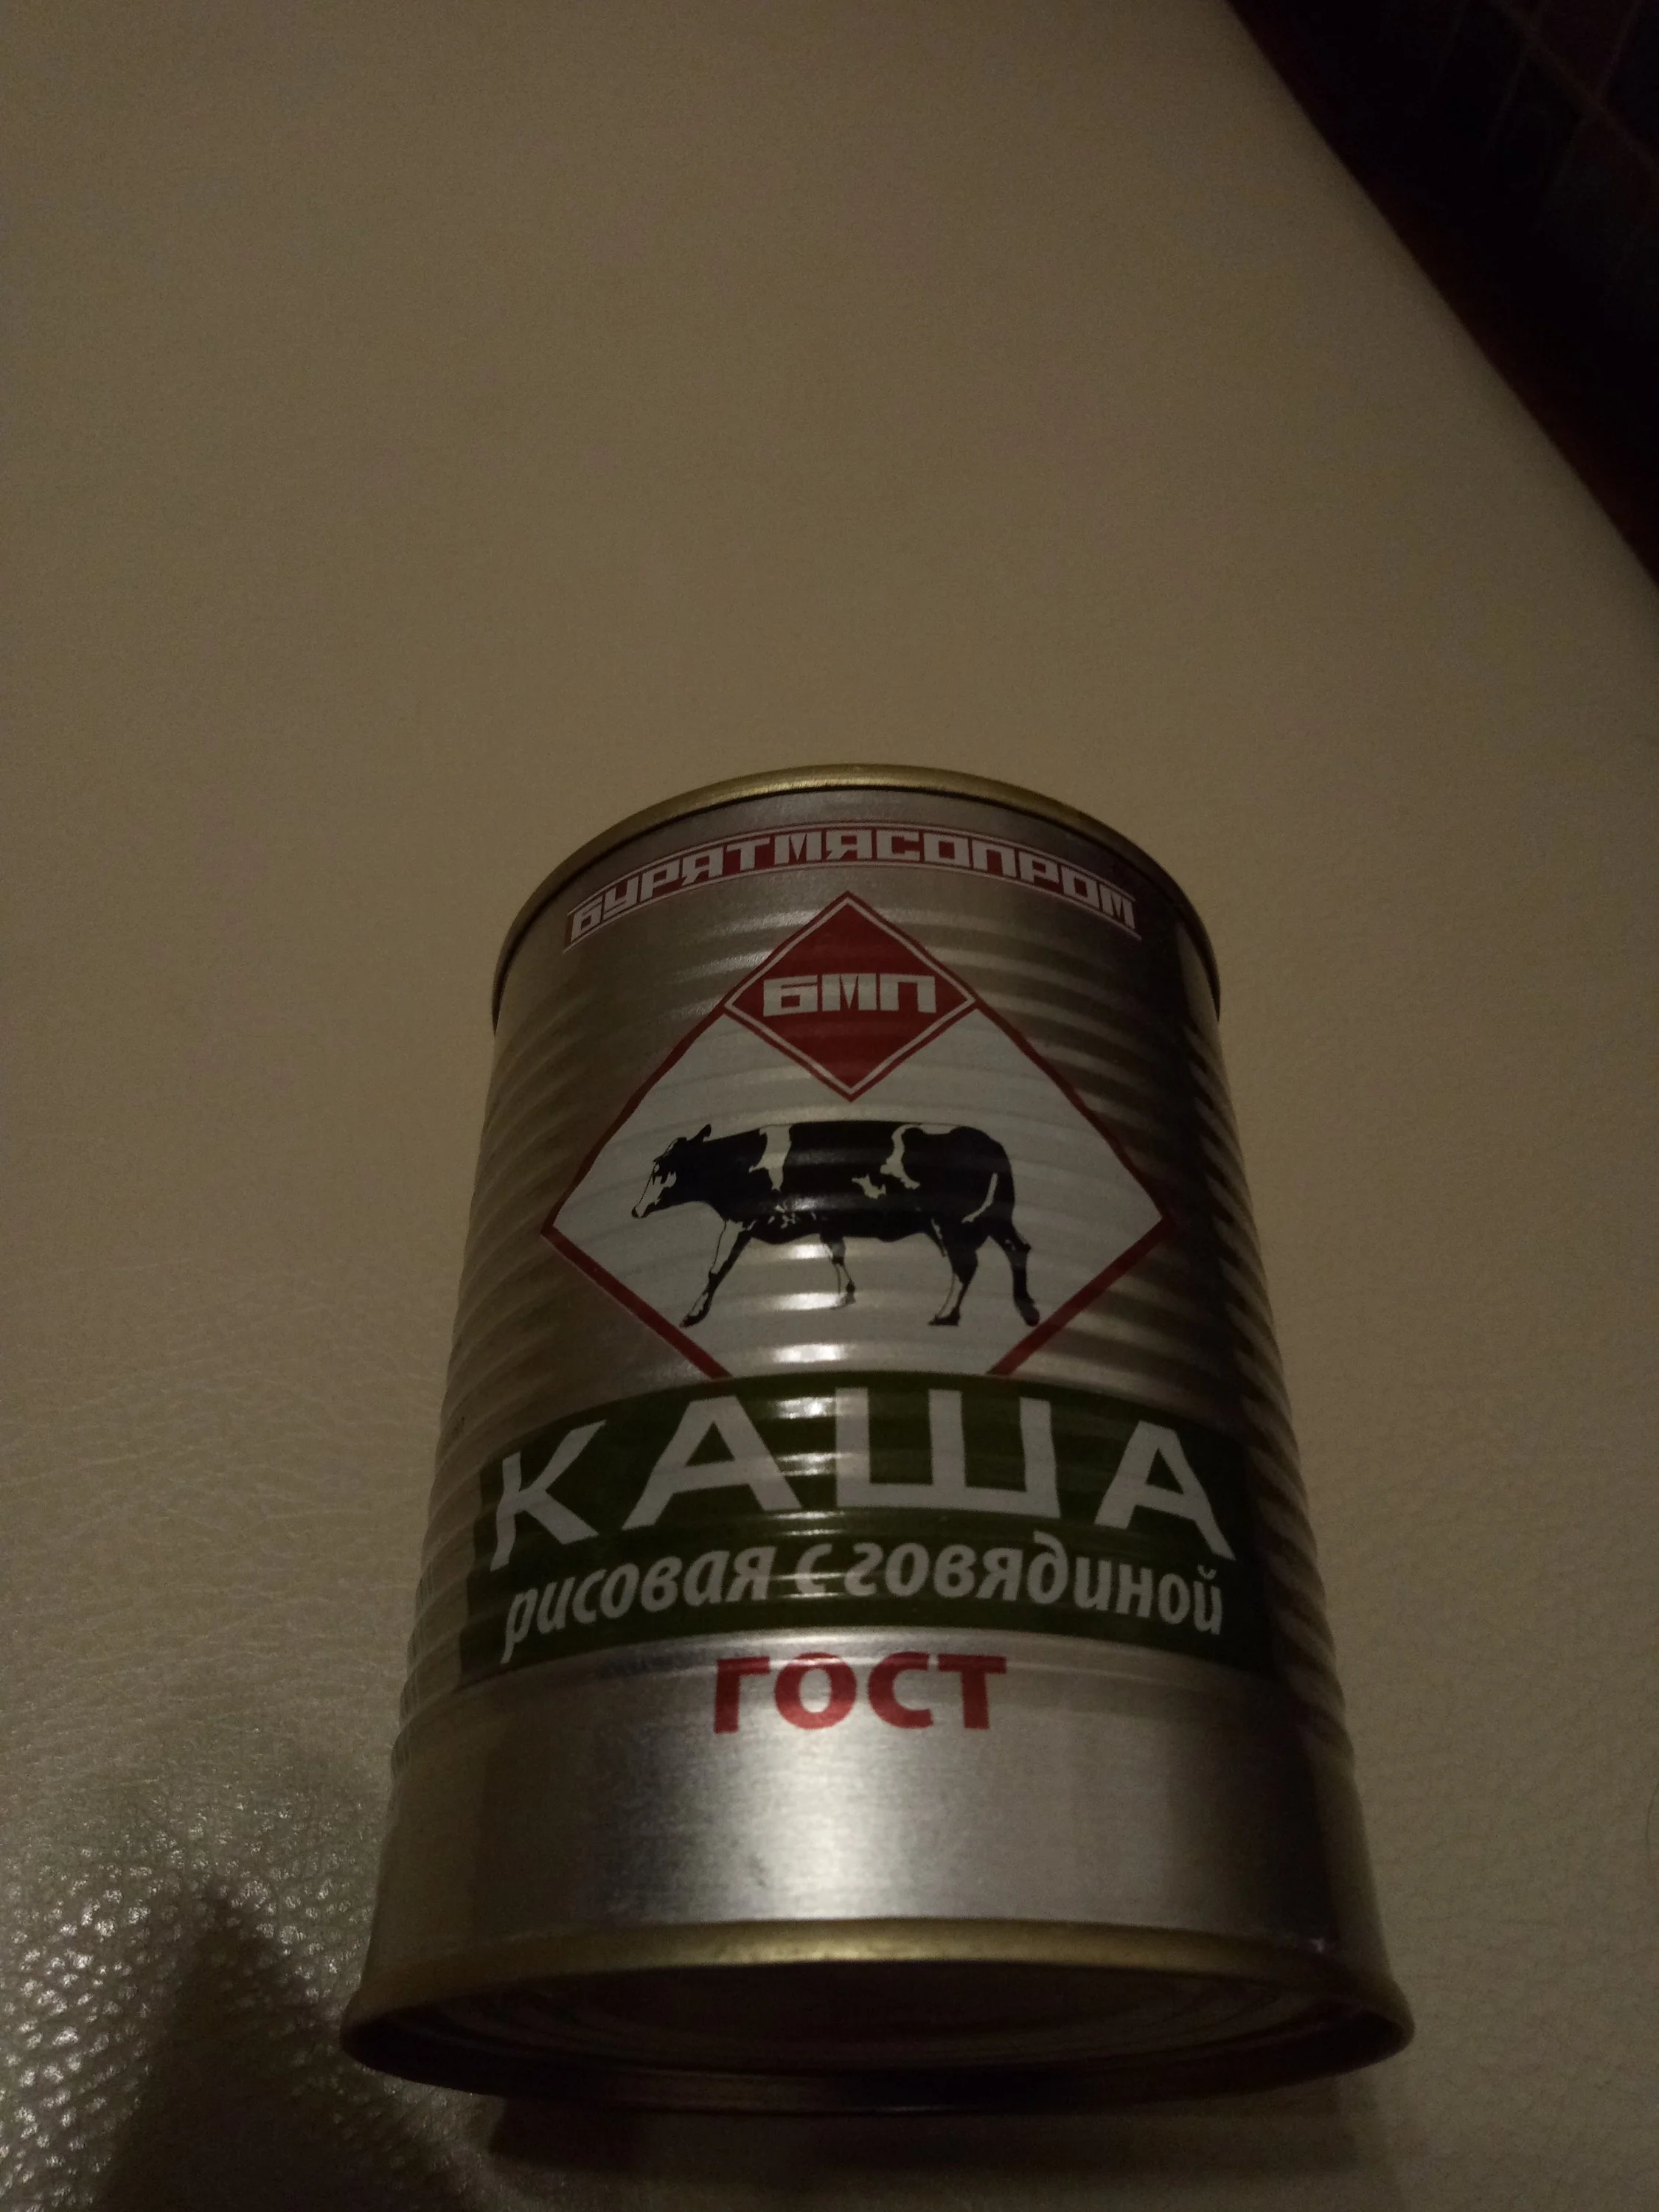 БУРЯТМЯСОПРОМ
БМП
КАША
рисовая с говядиной
ГОСТ